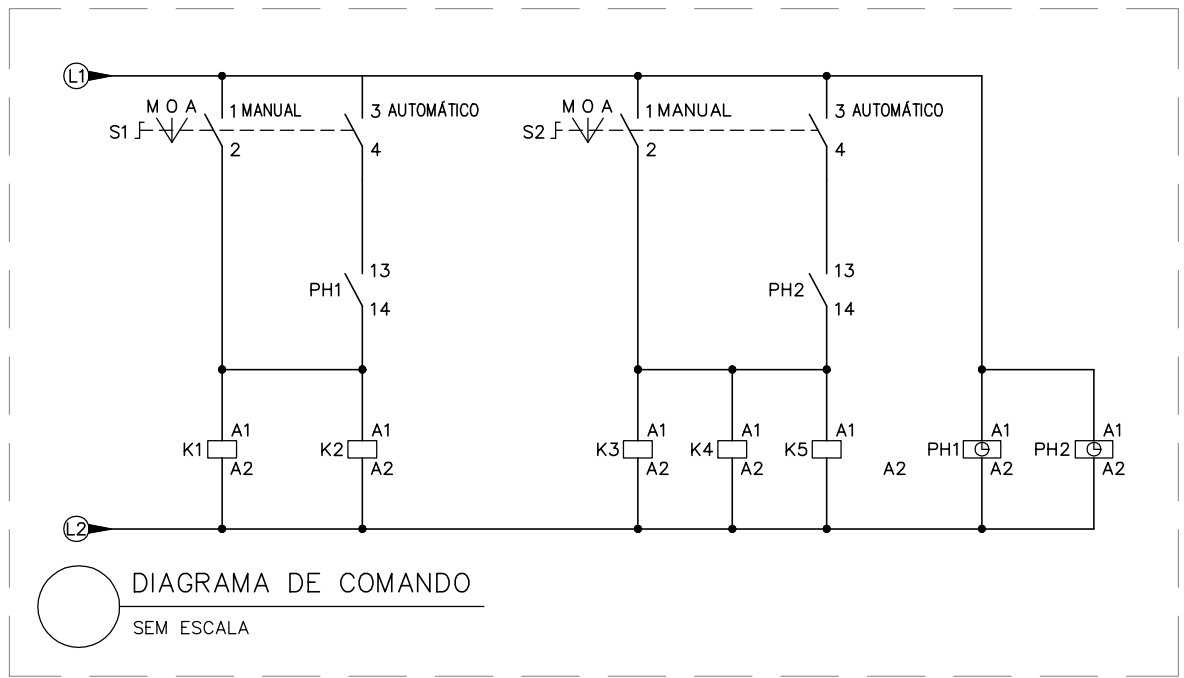 L1
M O A
1 MANUAL
3 AUTOMÁTICO
S1
2
4
M O A
1 MANUAL
3 AUTOMÁTICO
S2
2
4
13
PH1
14
13
PH2
14
A1
K1
A2
A1
K2
A2
A1
K3
A2
A1
K4
A2
A1
K5
A2
A1
PH1
A2
A1
PH2
A2
L2
DIAGRAMA DE COMANDO
SEM ESCALA